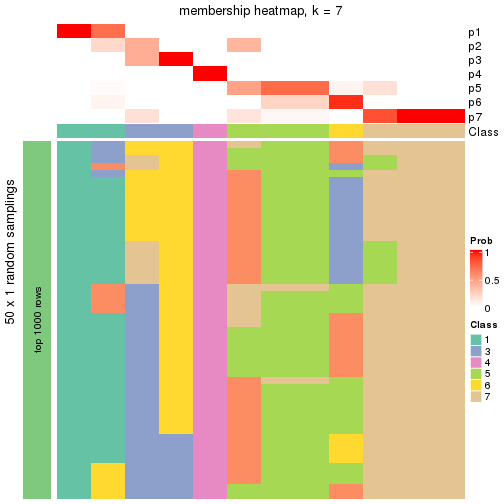 membership heatmap, k = 7
p1
p2
p3
p4
p5
p6
p7
Class
50 x 1 random samplings
top 1000 rows
Prob
1
0.5
0
Class
1
3
4
5
6
7